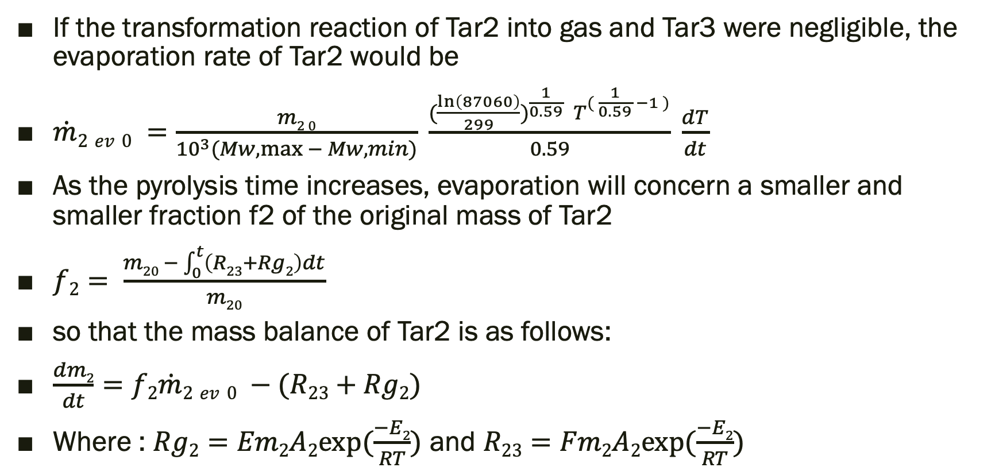 ■ If the transformation reaction of Tar2 into gas and Tar3 were negligible, the
evaporation rate of Tar2 would be
■ $\dot{m}_{2\ ev\ 0} = \frac{m_{2\,0}}{10^3(Mw,\max - Mw,min)} \frac{(\frac{\ln(87060)}{299})^{\frac{1}{0.59}}\ T^{(\frac{1}{0.59}-1)}}{0.59} \frac{dT}{dt}$
■ As the pyrolysis time increases, evaporation will concern a smaller and
smaller fraction f2 of the original mass of Tar2
■ $f_2 = \frac{m_{20} - \int_0^t (R_{23}+Rg_2)dt}{m_{20}}$
■ so that the mass balance of Tar2 is as follows:
■ $\frac{dm_2}{dt} = f_2\dot{m}_{2\ ev\ 0} - (R_{23} + Rg_2)$
■ Where : $Rg_2 = Em_2A_2\exp(\frac{-E_2}{RT})$ and $R_{23} = Fm_2A_2\exp(\frac{-E_2}{RT})$